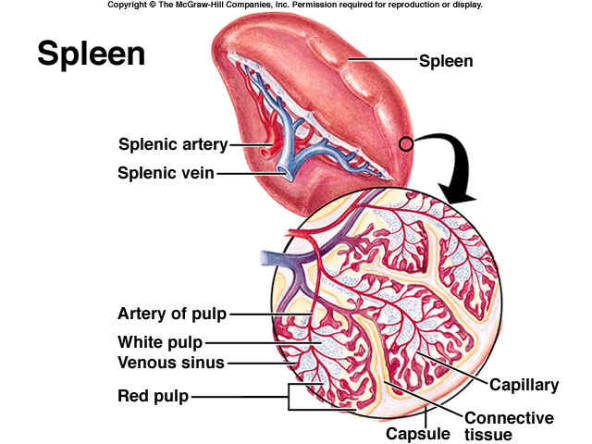 Copyright © The McGraw-Hill Companies, Inc. Permission required for reproduction or display.
Spleen
Spleen
Splenic artery
Splenic vein
Artery of pulp
White pulp
Venous sinus
Red pulp
Capillary
Connective
tissue
Capsule